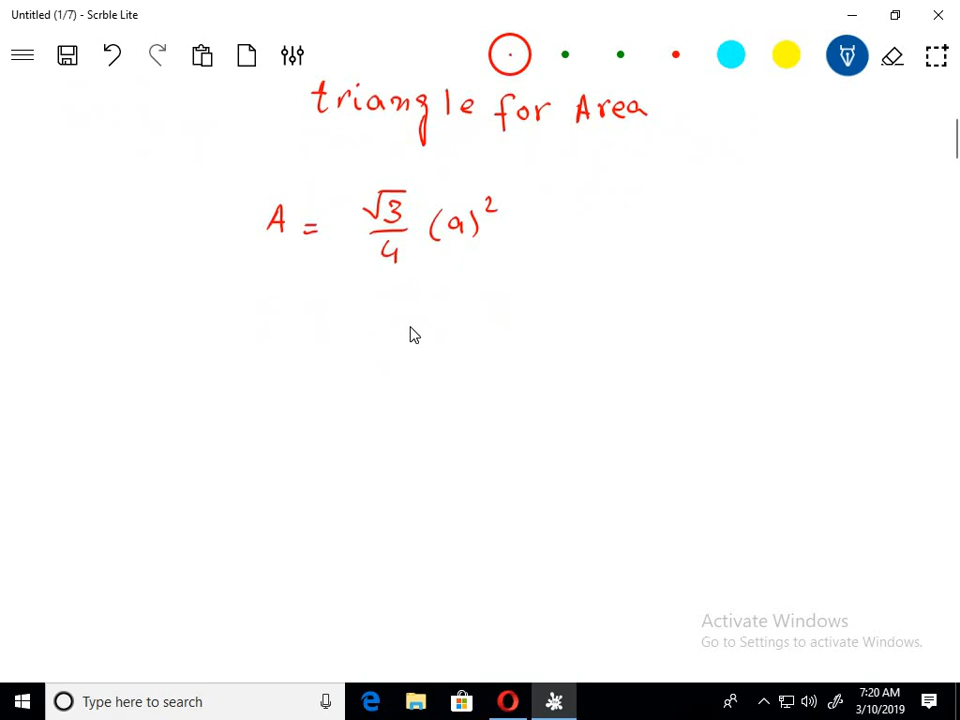 Untitled (1/7) - Scrble Lite
triangle for Area
A = √3/4 (a)²
Activate Windows
Go to Settings to activate Windows.
Type here to search
7:20 AM
3/10/2019